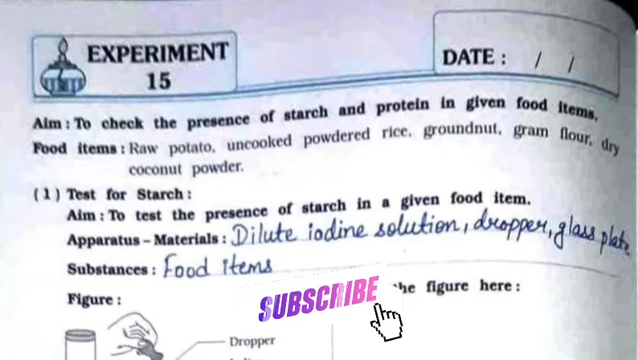 EXPERIMENT
15
DATE : / /
Aim : To check the presence of starch and protein in given food items.
Food items : Raw potato, uncooked powdered rice, groundnut, gram flour, dry
coconut powder.
(1) Test for Starch :
Aim : To test the presence of starch in a given food item.
Apparatus – Materials : Dilute iodine solution, dropper, glass plate
Substances : Food items
Figure : the figure here :
SUBSCRIBE
Dropper